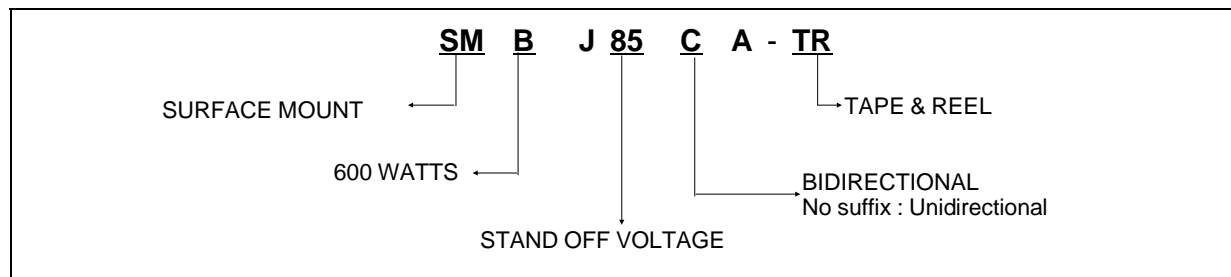 SM B J 85 C A - TR
SURFACE MOUNT
TAPE & REEL
600 WATTS
BIDIRECTIONAL
No suffix : Unidirectional
STAND OFF VOLTAGE